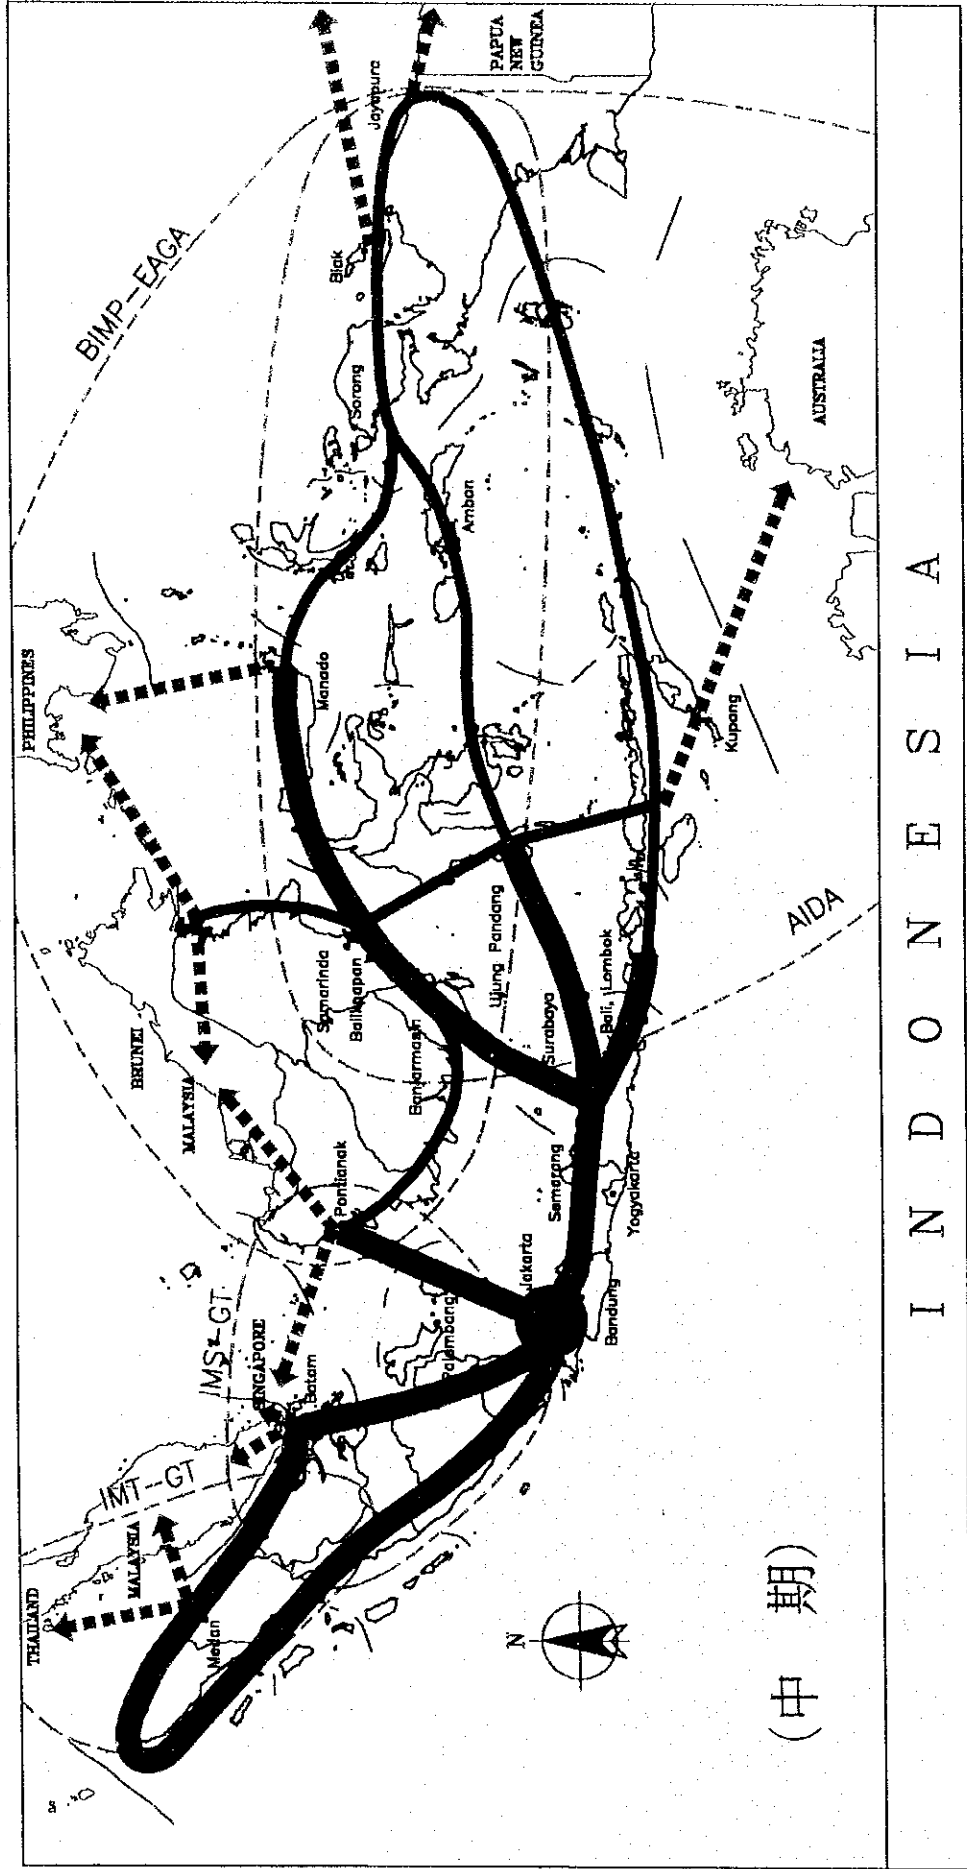 THAILAND
MALAYSIA
IMT-GT
Medan
SINGAPORE
IMS-GT
Batam
Palembang
Jakarta
Bandung
Pontianak
Semarang
Yogyakarta
MALAYSIA
BRUNEI
Banjarmasin
Samarinda
Balikpapan
Surabaya
Bali, Lombok
Ujung Pandang
AIDA
PHILIPPINES
Manado
Kupang
Ambon
Sorong
BIMP-EAGA
Biak
Jayapura
AUSTRALIA
PAPUA
NEW
GUINEA
N
(中 期)
INDONESIA